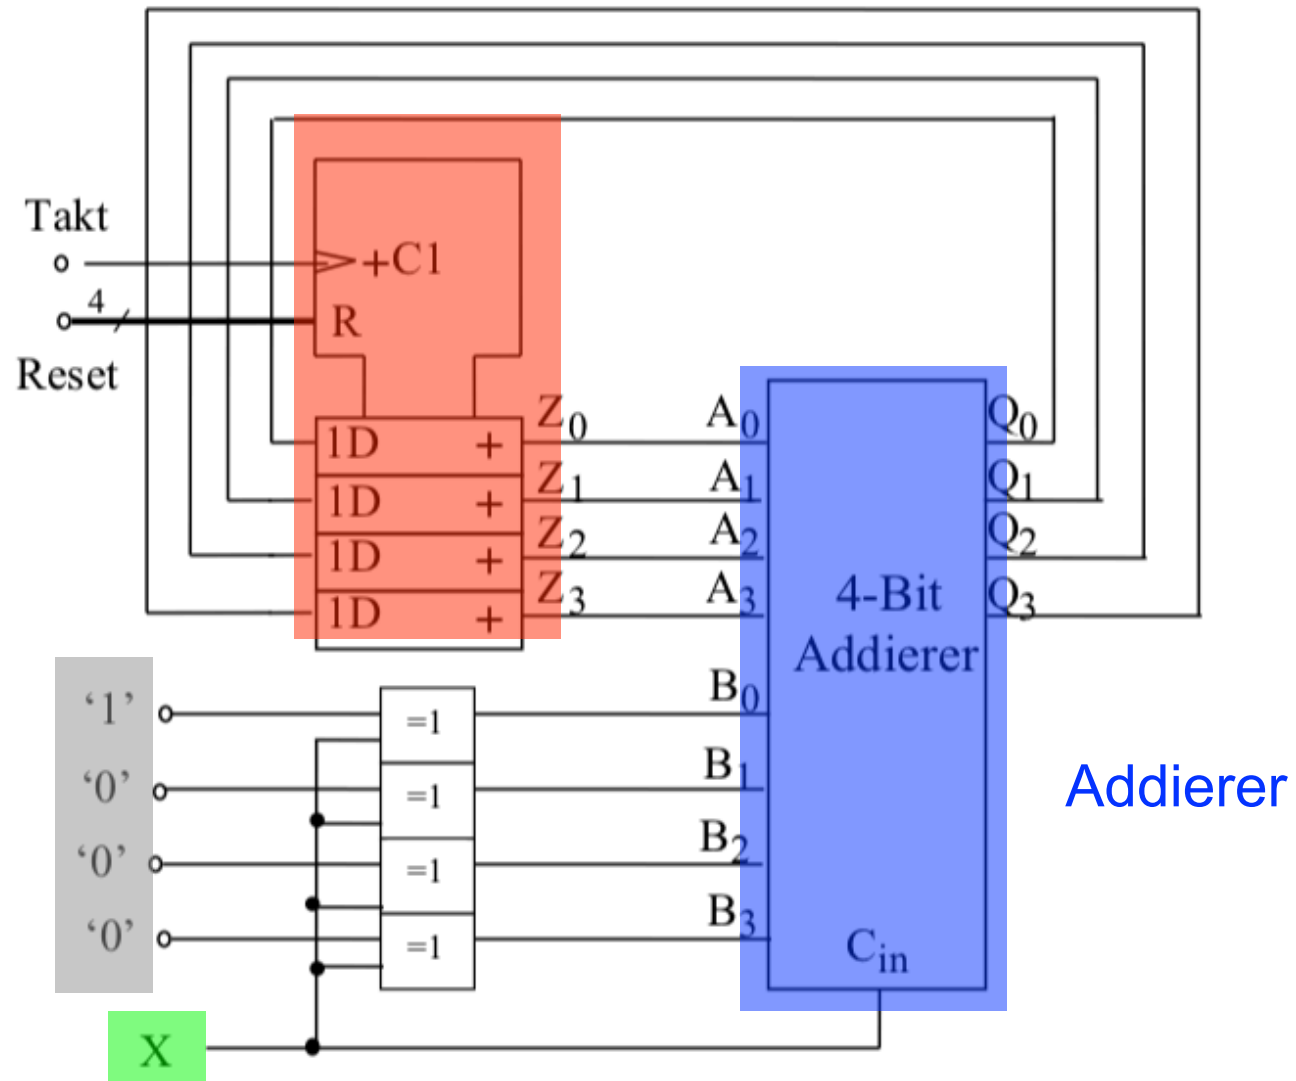 Takt
+C1
4
R
Reset
1D + Z0 A0 Q0
1D + Z1 A1 Q1
1D + Z2 A2 Q2
1D + Z3 A3 Q3
4-Bit
Addierer
‘1’ =1 B0
‘0’ =1 B1
Addierer
‘0’ =1 B2
‘0’ =1 B3
Cin
X